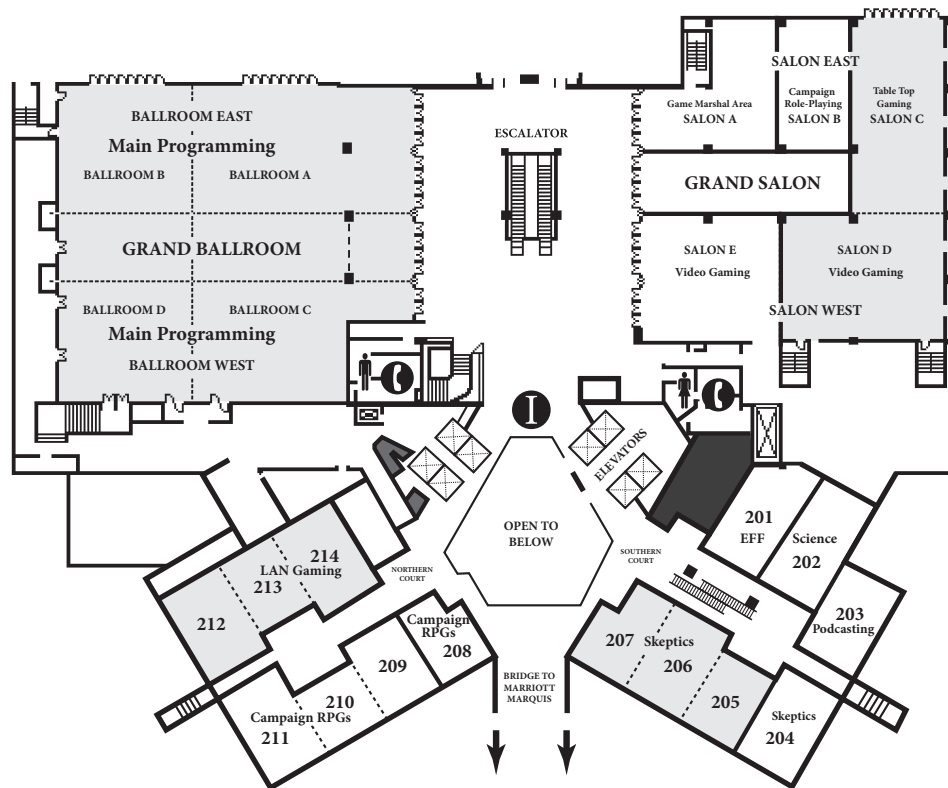 BALLROOM EAST
Main Programming
BALLROOM B
BALLROOM A
GRAND BALLROOM
BALLROOM D
BALLROOM C
Main Programming
BALLROOM WEST
ESCALATOR
SALON EAST
Game Marshal Area
SALON A
Campaign
Role-Playing
SALON B
Table Top
Gaming
SALON C
GRAND SALON
SALON E
Video Gaming
SALON D
Video Gaming
SALON WEST
I
ELEVATORS
OPEN TO
BELOW
NORTHERN
COURT
SOUTHERN
COURT
214
LAN Gaming
213
212
Campaign
RPGs
208
209
210
Campaign RPGs
211
BRIDGE TO
MARRIOTT
MARQUIS
201
EFF
Science
202
203
Podcasting
207
Skeptics
206
205
Skeptics
204